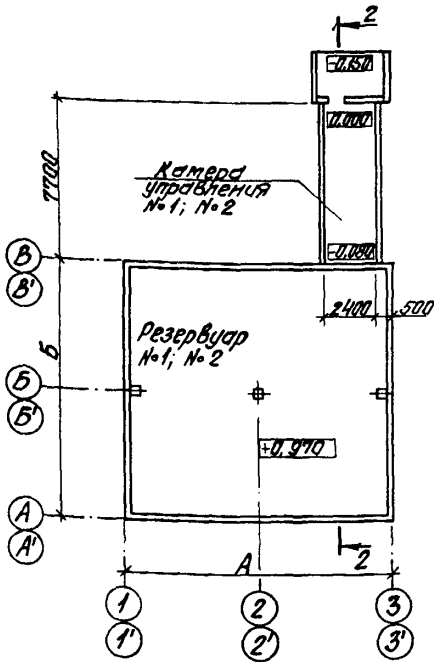 2
-0.150
0.000
7700
Камера
управления
№1; №2
-0.080
В
В'
2400
500
Резервуар
№1; №2
Б
Б
Б'
+0.970
А
А'
А
2
1
2
3
1'
2'
3'